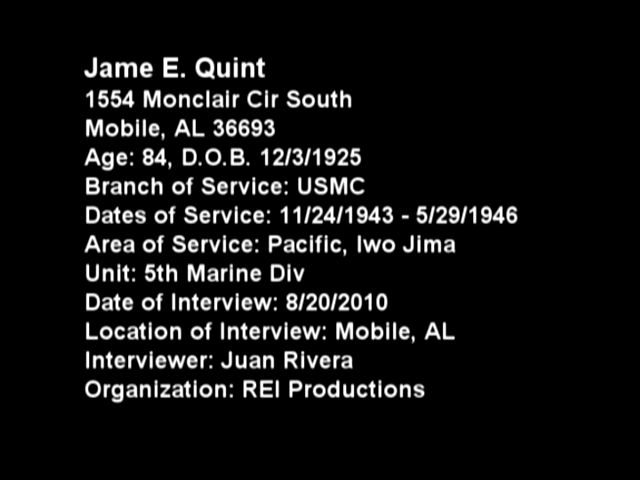 Jame E. Quint
1554 Monclair Cir South
Mobile, AL 36693
Age: 84, D.O.B. 12/3/1925
Branch of Service: USMC
Dates of Service: 11/24/1943 - 5/29/1946
Area of Service: Pacific, Iwo Jima
Unit: 5th Marine Div
Date of Interview: 8/20/2010
Location of Interview: Mobile, AL
Interviewer: Juan Rivera
Organization: REI Productions